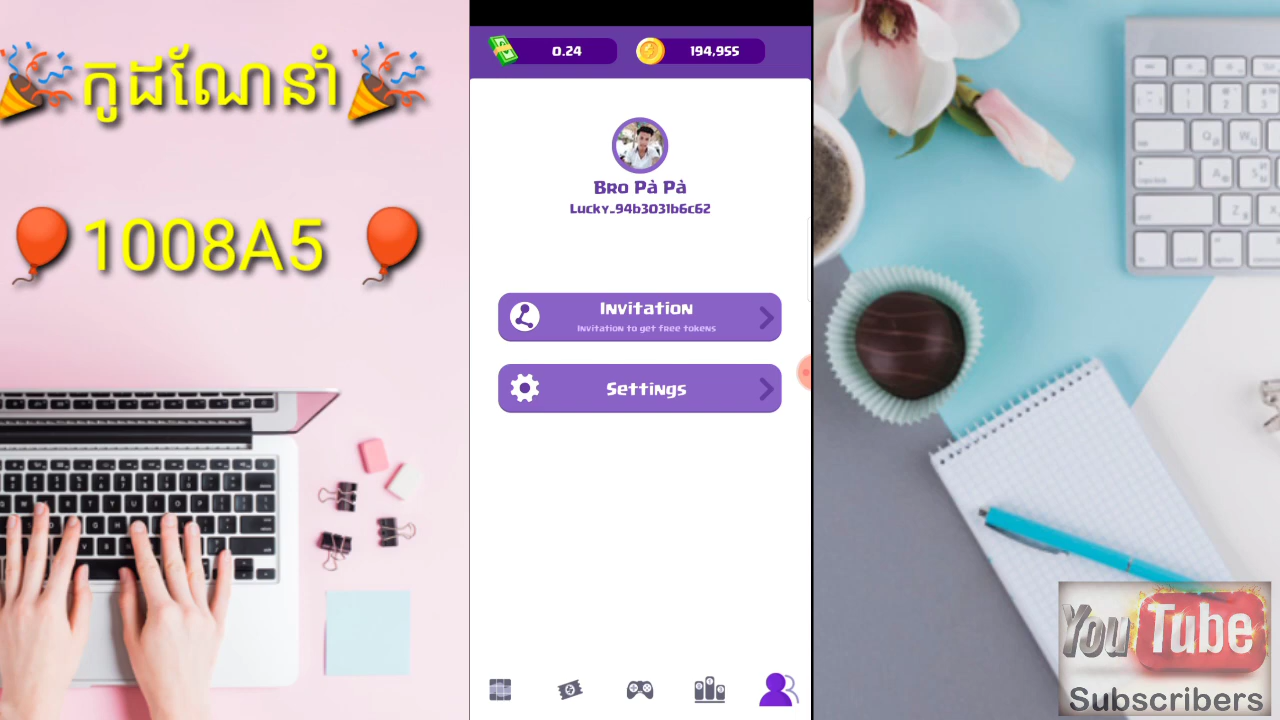 កូដណែនាំ
1008A5
0.24
194,955
Bro Pà Pà
Lucky_94b3031b6c62
Invitation
Invitation to get free tokens
Settings
YouTube
Subscribers